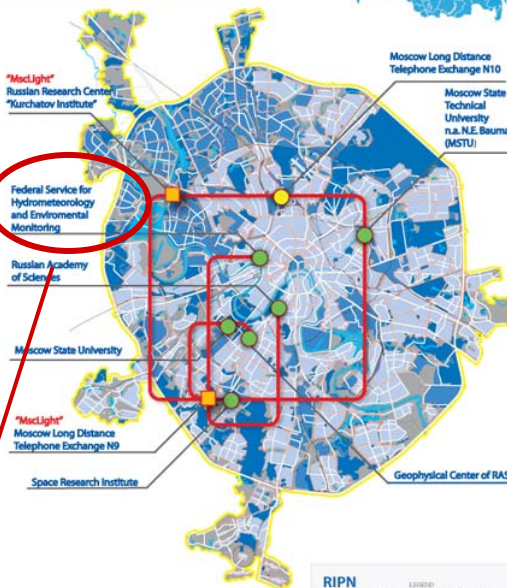 "MscLight"
Russian Research Center
"Kurchatov Institute"
Moscow Long Distance
Telephone Exchange N10
Moscow State
Technical
University
n.a. N.E. Bauma
(MSTU)
Federal Service for
Hydrometeorology
and Enviromental
Monitoring
Russian Academy
of Sciences
Moscow State University
"MscLight"
Moscow Long Distance
Telephone Exchange N9
Space Research Institute
Geophysical Center of RAS
RIPN
LEGEND